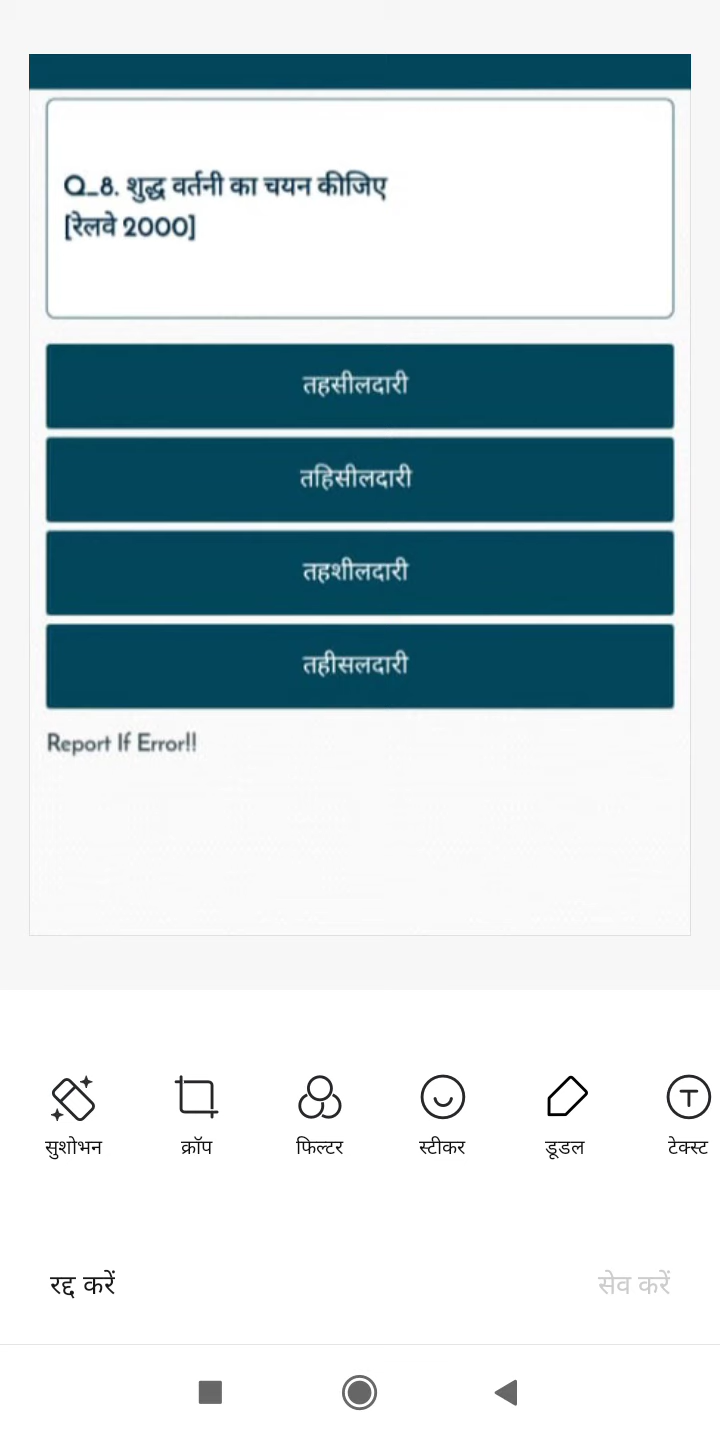 Q_8. शुद्ध वर्तनी का चयन कीजिए
[रेलवे 2000]
तहसीलदारी
तहिसीलदारी
तहशीलदारी
तहीसलदारी
Report If Error!!
सुशोभन क्रॉप फिल्टर स्टीकर डूडल टेक्स्ट
रद्द करें सेव करें